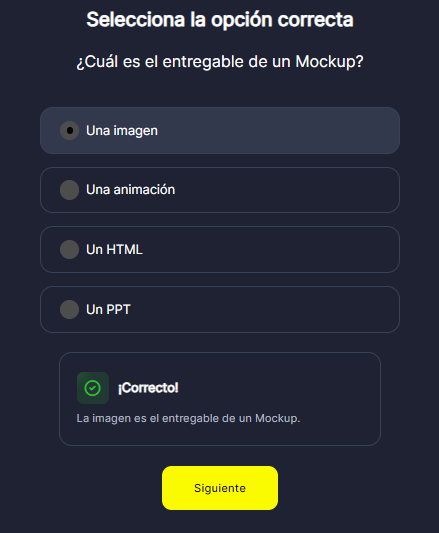 Selecciona la opción correcta
¿Cuál es el entregable de un Mockup?
Una imagen
Una animación
Un HTML
Un PPT
¡Correcto!
La imagen es el entregable de un Mockup.
Siguiente